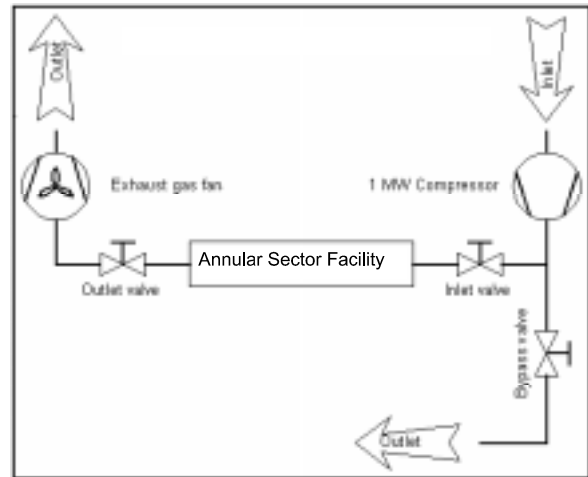 Outlet
Inlet
Exhaust gas fan
1 MW Compressor
Annular Sector Facility
Outlet valve
Inlet valve
Bypass valve
Outlet